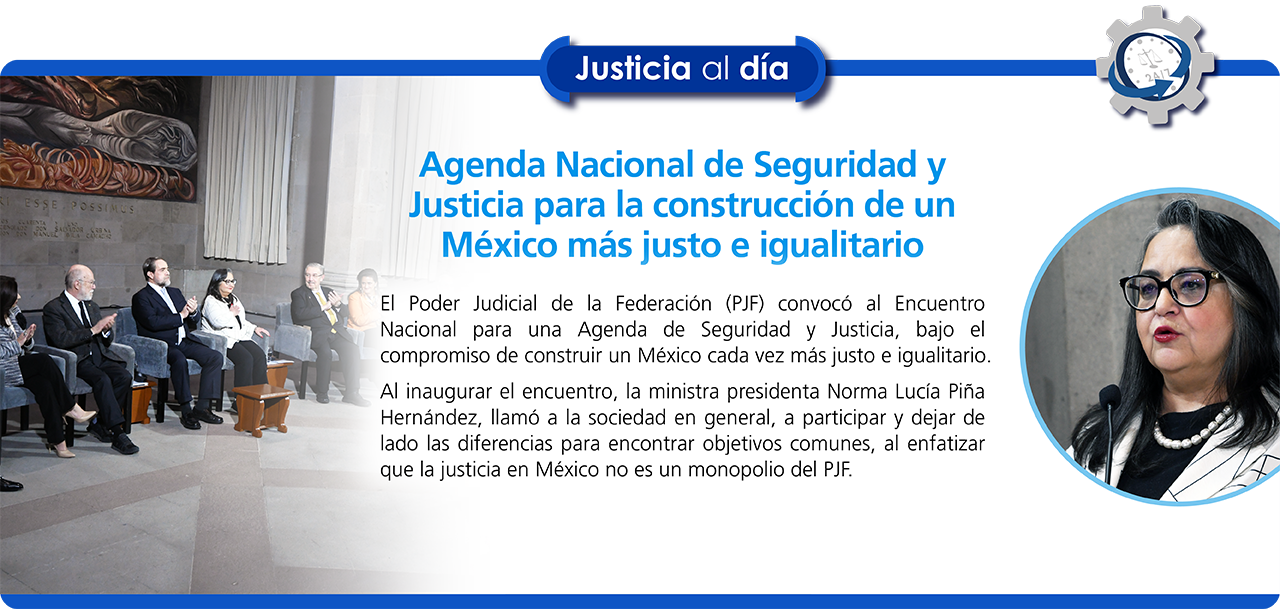 Justicia al día
24/7
Agenda Nacional de Seguridad y
Justicia para la construcción de un
México más justo e igualitario
El Poder Judicial de la Federación (PJF) convocó al Encuentro
Nacional para una Agenda de Seguridad y Justicia, bajo el
compromiso de construir un México cada vez más justo e igualitario.
Al inaugurar el encuentro, la ministra presidenta Norma Lucía Piña
Hernández, llamó a la sociedad en general, a participar y dejar de
lado las diferencias para encontrar objetivos comunes, al enfatizar
que la justicia en México no es un monopolio del PJF.
ESSE POSSIMUS